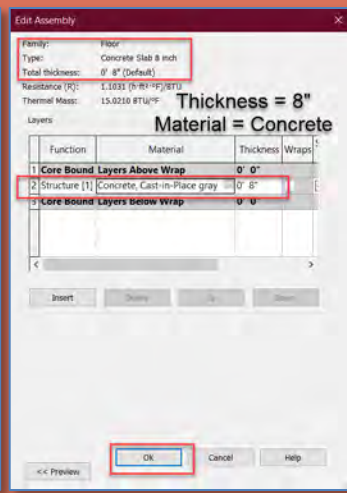 Edit Assembly
Family: Floor
Type: Concrete Slab 8 inch
Total thickness: 0' 8" (Default)
Resistance (R): 1.1031 (h·ft²·°F)/BTU
Thermal Mass: 15.0210 BTU/°F
Thickness = 8"
Material = Concrete
Layers
Function Material Thickness Wraps
1 Core Bound Layers Above Wrap 0' 0"
2 Structure [1] Concrete, Cast-in-Place gray 0' 8"
3 Core Bound Layers Below Wrap 0' 0"
Insert Delete Up Down
OK Cancel Help
<< Preview